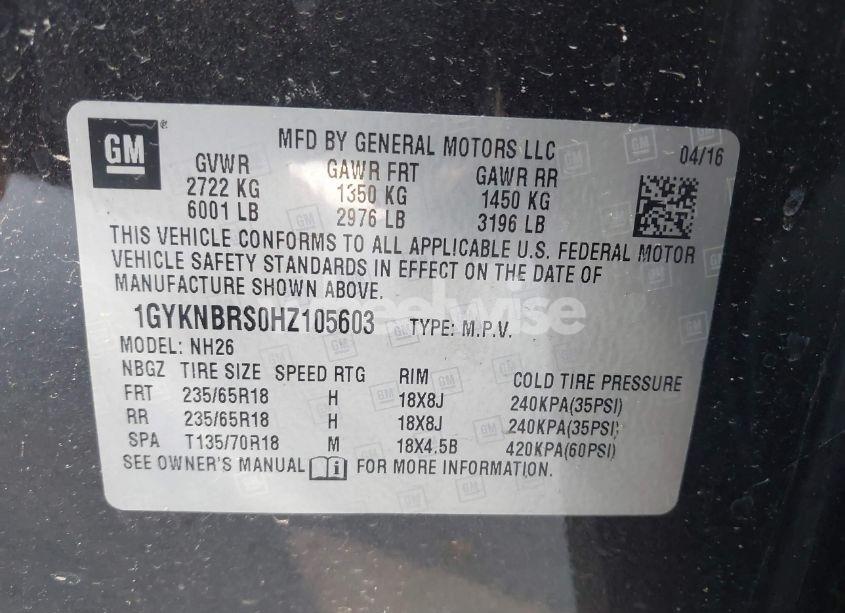 GM
MFD BY GENERAL MOTORS LLC 04/16
GVWR GAWR FRT GAWR RR
2722 KG 1350 KG 1450 KG
6001 LB 2976 LB 3196 LB
THIS VEHICLE CONFORMS TO ALL APPLICABLE U.S. FEDERAL MOTOR
VEHICLE SAFETY STANDARDS IN EFFECT ON THE DATE OF
MANUFACTURE SHOWN ABOVE.
1GYKNBRS0HZ105603 TYPE: M.P.V.
MODEL: NH26
NBGZ TIRE SIZE SPEED RTG RIM COLD TIRE PRESSURE
FRT 235/65R18 H 18X8J 240KPA(35PSI)
RR 235/65R18 H 18X8J 240KPA(35PSI)
SPA T135/70R18 M 18X4.5B 420KPA(60PSI)
SEE OWNER'S MANUAL FOR MORE INFORMATION.